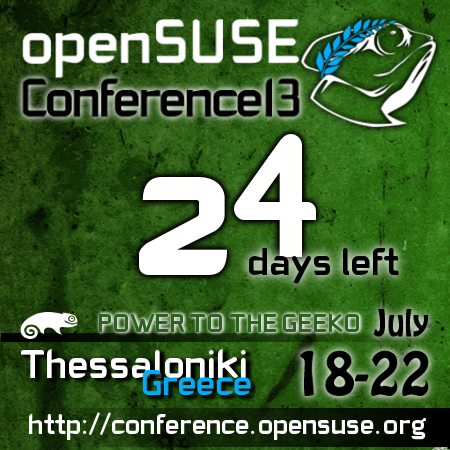 openSUSE
Conference13
24
days left
POWER TO THE GEEKO July
Thessaloniki
Greece
18-22
http://conference.opensuse.org